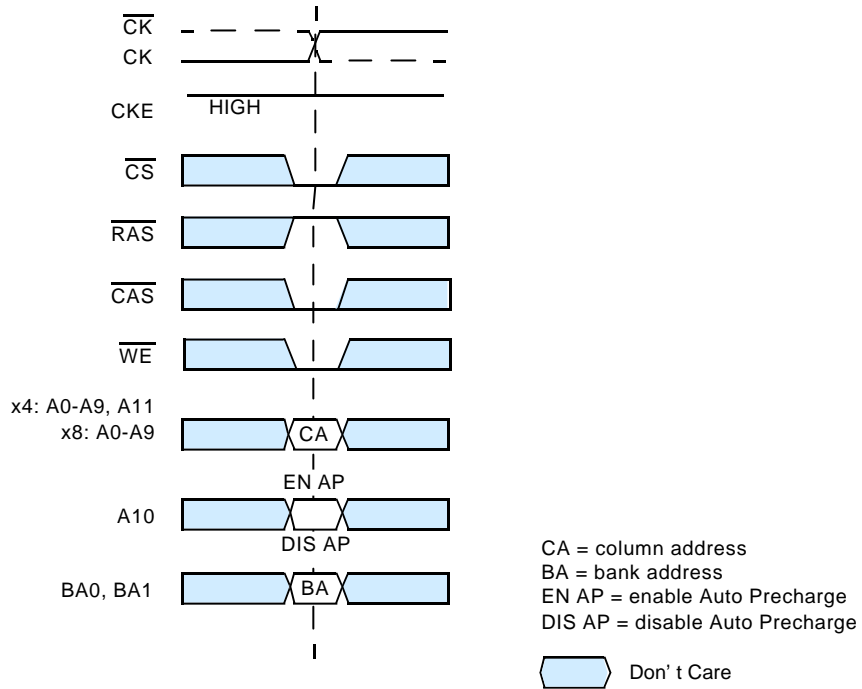 CK
CK
CKE
HIGH
CS
RAS
CAS
WE
x4: A0-A9, A11
x8: A0-A9
CA
EN AP
A10
DIS AP
BA0, BA1
BA
CA = column address
BA = bank address
EN AP = enable Auto Precharge
DIS AP = disable Auto Precharge
Don' t Care